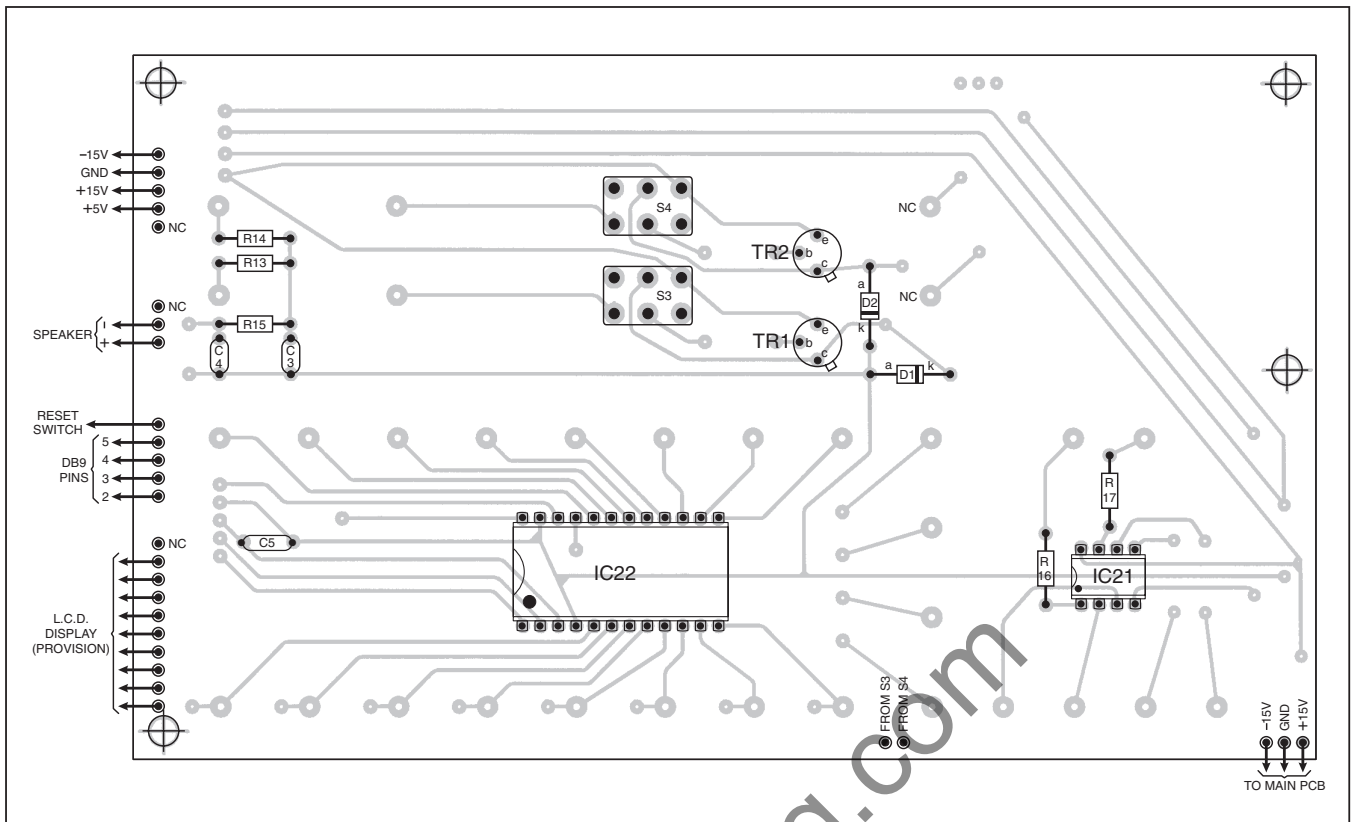 –15V
GND
+15V
+5V
NC
NC
SPEAKER
-
+
RESET
SWITCH
DB9
PINS
5
4
3
2
NC
L.C.D.
DISPLAY
(PROVISION)
R14
R13
R15
C
4
C
3
C5
S4
S3
TR2
e
b
c
TR1
e
b
c
NC
NC
a
D2
k
a
D1
k
IC22
R
17
R
16
IC21
FROM S3
FROM S4
–15V
GND
+15V
TO MAIN PCB